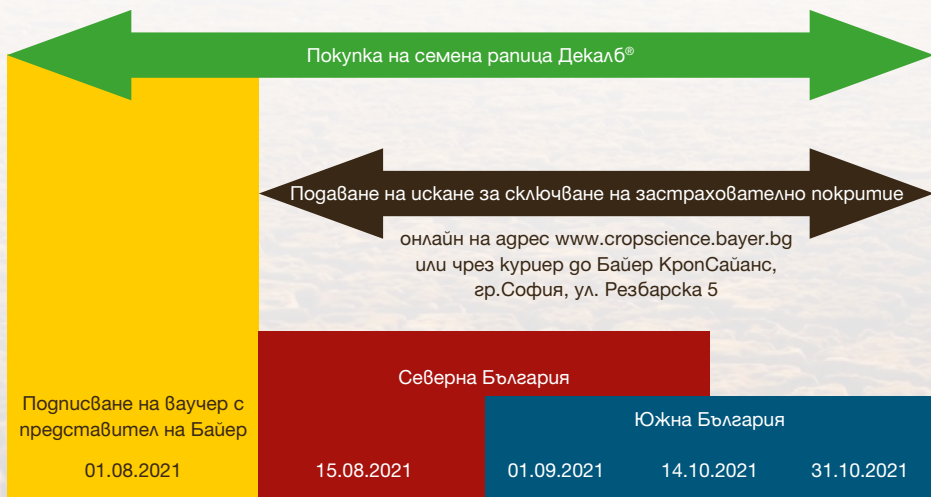 Покупка на семена рапица Декалб®
Подаване на искане за сключване на застрахователно покритие
онлайн на адрес www.cropscience.bayer.bg
или чрез куриер до Байер КропСайанс,
гр.София, ул. Резбарска 5
Северна България
Подписване на ваучер с
представител на Байер
Южна България
01.08.2021 15.08.2021 01.09.2021 14.10.2021 31.10.2021